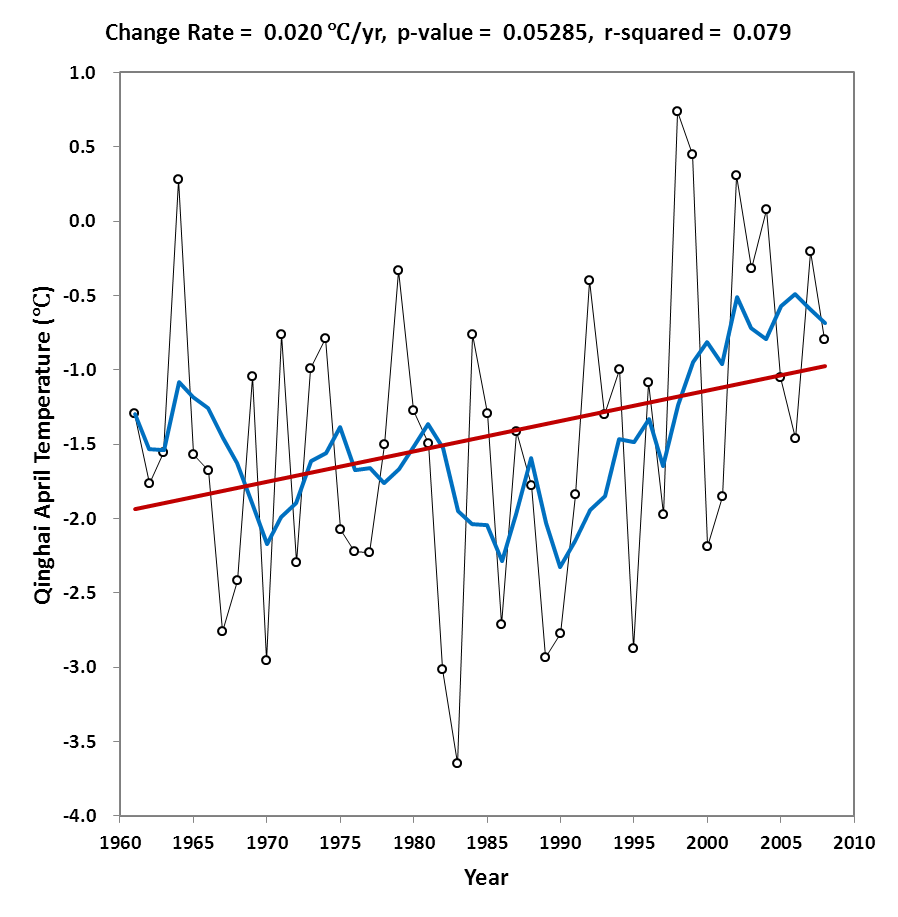 Change Rate = 0.020 ℃/yr, p-value = 0.05285, r-squared = 0.079
1.0
0.5
0.0
-0.5
-1.0
-1.5
-2.0
-2.5
-3.0
-3.5
-4.0
Qinghai April Temperature (℃)
1960 1965 1970 1975 1980 1985 1990 1995 2000 2005 2010
Year